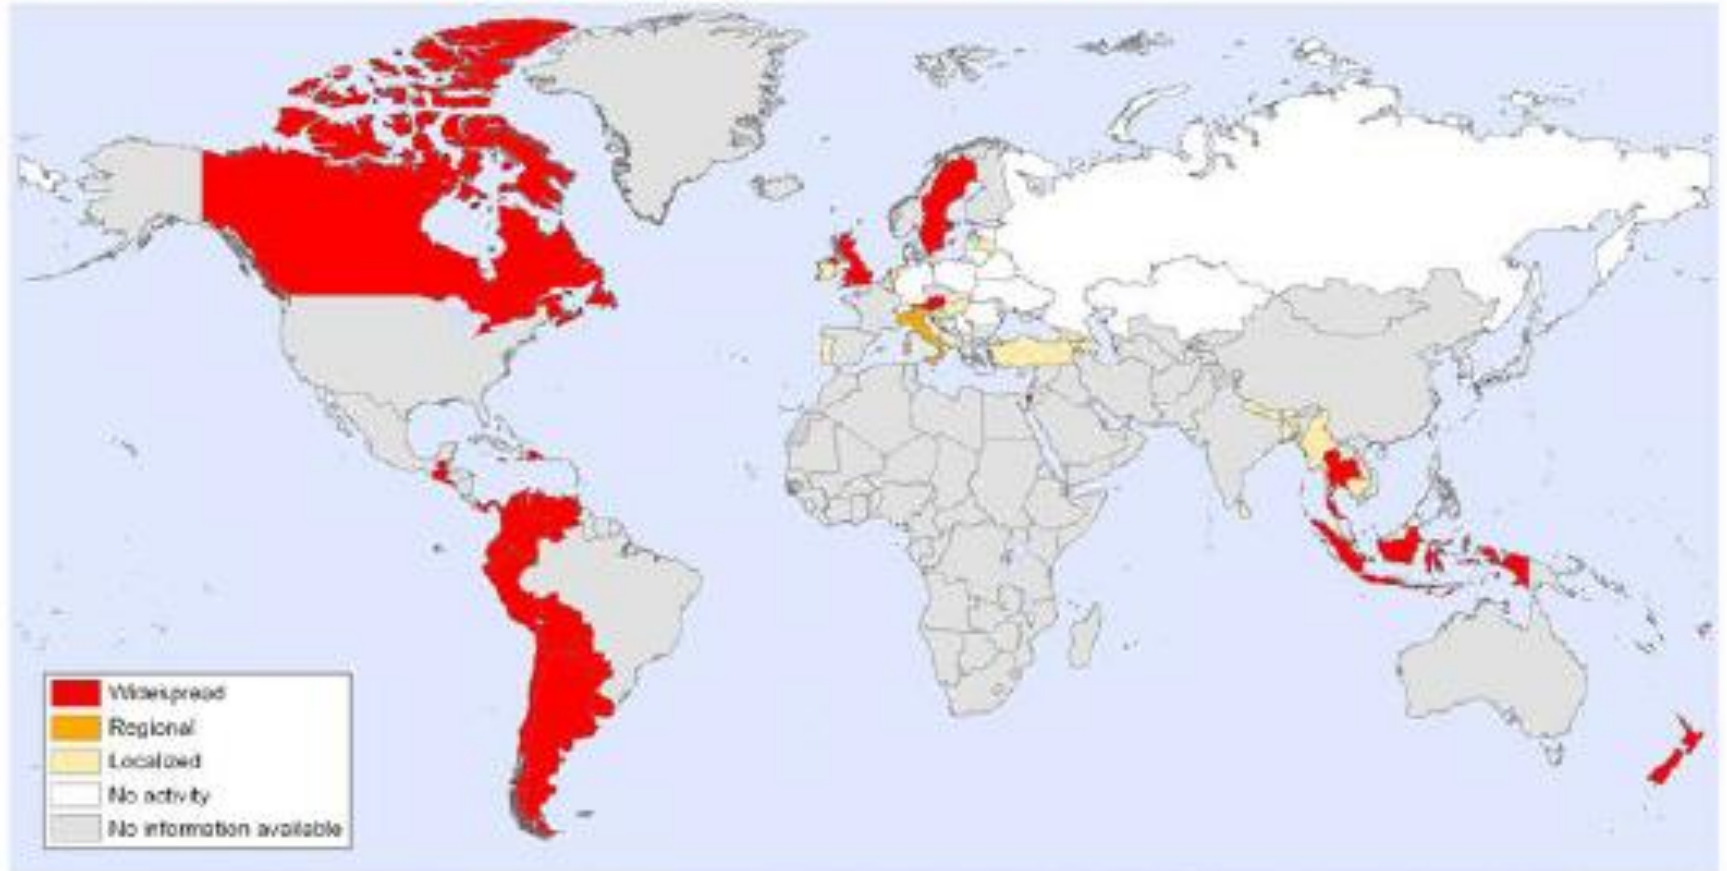 Widespread
Regional
Localized
No activity
No information available